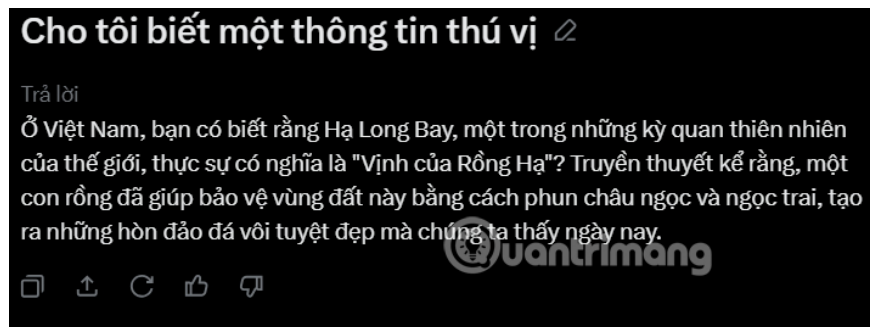 Cho tôi biết một thông tin thú vị
Trả lời
Ở Việt Nam, bạn có biết rằng Hạ Long Bay, một trong những kỳ quan thiên nhiên
của thế giới, thực sự có nghĩa là "Vịnh của Rồng Hạ"? Truyền thuyết kể rằng, một
con rồng đã giúp bảo vệ vùng đất này bằng cách phun châu ngọc và ngọc trai, tạo
ra những hòn đảo đá vôi tuyệt đẹp mà chúng ta thấy ngày nay.
Quantrimang